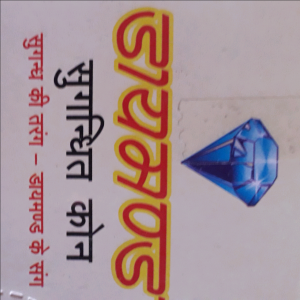 डायमण्ड
सुगन्धित कोन
सुगन्ध की तरंग – डायमण्ड के संग